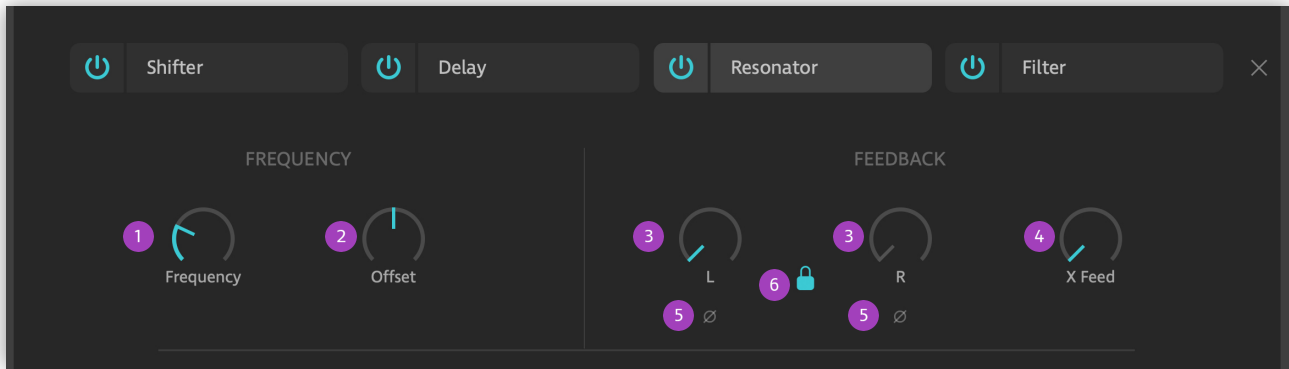 Shifter Delay Resonator Filter
FREQUENCY FEEDBACK
1 2 3 3 4
Frequency Offset L R X Feed
6
5 Ø 5 Ø